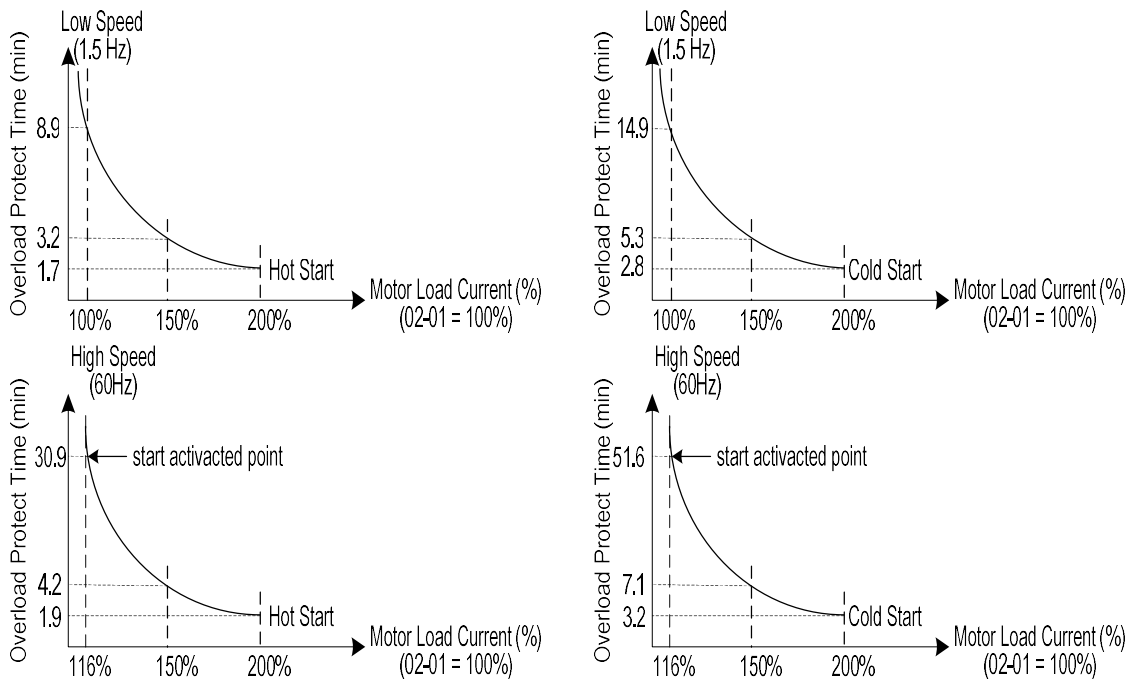 Low Speed
(1.5 Hz)
Overload Protect Time (min)
8.9
3.2
1.7
Hot Start
100%
150%
200%
Motor Load Current (%)
(02-01 = 100%)
Low Speed
(1.5 Hz)
Overload Protect Time (min)
14.9
5.3
2.8
Cold Start
100%
150%
200%
Motor Load Current (%)
(02-01 = 100%)
High Speed
(60Hz)
Overload Protect Time (min)
30.9
start activacted point
4.2
1.9
Hot Start
116%
150%
200%
Motor Load Current (%)
(02-01 = 100%)
High Speed
(60Hz)
Overload Protect Time (min)
51.6
start activacted point
7.1
3.2
Cold Start
116%
150%
200%
Motor Load Current (%)
(02-01 = 100%)